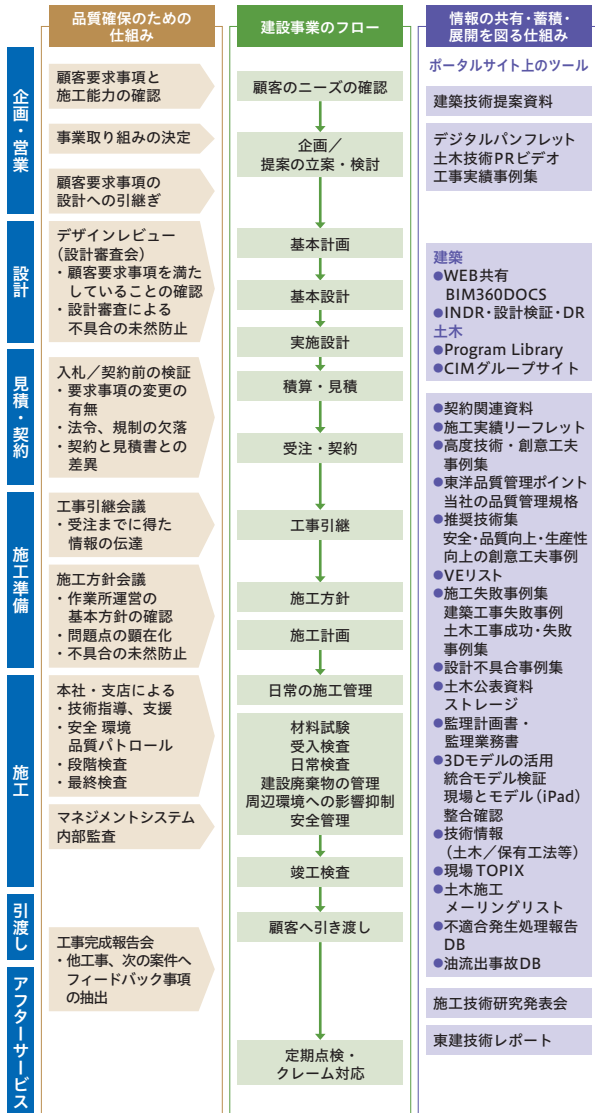 品質確保のための
仕組み
建設事業のフロー
情報の共有・蓄積・
展開を図る仕組み
企画・営業
設計
見積・契約
施工準備
施工
引渡し
アフターサービス
顧客要求事項と
施工能力の確認
事業取り組みの決定
顧客要求事項の
設計への引継ぎ
デザインレビュー
(設計審査会)
・顧客要求事項を満た
していることの確認
・設計審査による
不具合の未然防止
入札／契約前の検証
・要求事項の変更の
有無
・法令、規制の欠落
・契約と見積書との
差異
工事引継会議
・受注までに得た
情報の伝達
施工方針会議
・作業所運営の
基本方針の確認
・問題点の顕在化
・不具合の未然防止
本社・支店による
・技術指導、支援
・安全 環境
品質パトロール
・段階検査
・最終検査
マネジメントシステム
内部監査
工事完成報告会
・他工事、次の案件へ
フィードバック事項
の抽出
顧客のニーズの確認
企画／
提案の立案・検討
基本計画
基本設計
実施設計
積算・見積
受注・契約
工事引継
施工方針
施工計画
日常の施工管理
材料試験
受入検査
日常検査
建設廃棄物の管理
周辺環境への影響抑制
安全管理
竣工検査
顧客へ引き渡し
定期点検・
クレーム対応
ポータルサイト上のツール
建築技術提案資料
デジタルパンフレット
土木技術PRビデオ
工事実績事例集
建築
●WEB共有
BIM360DOCS
●INDR・設計検証・DR
土木
●Program Library
●CIMグループサイト
●契約関連資料
●施工実績リーフレット
●高度技術・創意工夫
事例集
●東洋品質管理ポイント
当社の品質管理規格
●推奨技術集
安全・品質向上・生産性
向上の創意工夫事例
●VEリスト
●施工失敗事例集
建築工事失敗事例
土木工事成功・失敗
事例集
●設計不具合事例集
●土木公表資料
ストレージ
●監理計画書・
監理業務書
●3Dモデルの活用
統合モデル検証
現場とモデル（iPad）
整合確認
●技術情報
（土木／保有工法等）
●現場TOPIX
●土木施工
メーリングリスト
●不適合発生処理報告
DB
●油流出事故DB
施工技術研究発表会
東建技術レポート